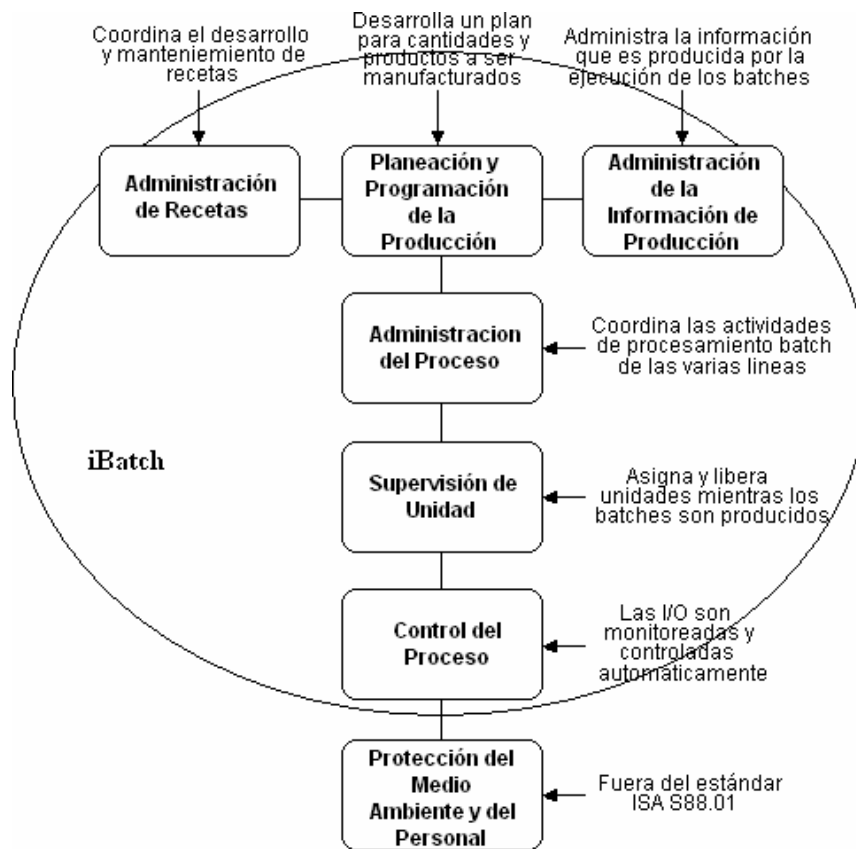 Coordina el desarrollo
y manteniemiento de
recetas
Desarrolla un plan
para cantidades y
productos a ser
manufacturados
Administra la información
que es producida por la
ejecución de los batches
Administración
de Recetas
Planeación y
Programación
de la
Producción
Administración
de la
Información de
Producción
Administracion
del Proceso
Coordina las actividades
de procesamiento batch
de las varias lineas
iBatch
Supervisión de
Unidad
Asigna y libera
unidades mientras los
batches son producidos
Control del
Proceso
Las I/O son
monitoreadas y
controladas
automáticamente
Protección del
Medio
Ambiente y del
Personal
Fuera del estándar
ISA S88.01